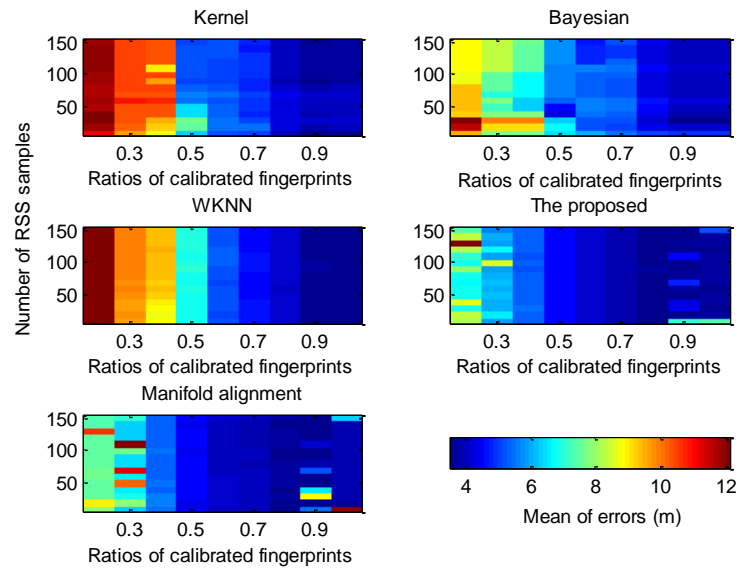 Kernel
150
100
50
0.3 0.5 0.7 0.9
Ratios of calibrated fingerprints
Bayesian
150
100
50
0.3 0.5 0.7 0.9
Ratios of calibrated fingerprints
Number of RSS samples
WKNN
150
100
50
0.3 0.5 0.7 0.9
Ratios of calibrated fingerprints
The proposed
150
100
50
0.3 0.5 0.7 0.9
Ratios of calibrated fingerprints
Manifold alignment
150
100
50
0.3 0.5 0.7 0.9
Ratios of calibrated fingerprints
4 6 8 10 12
Mean of errors (m)